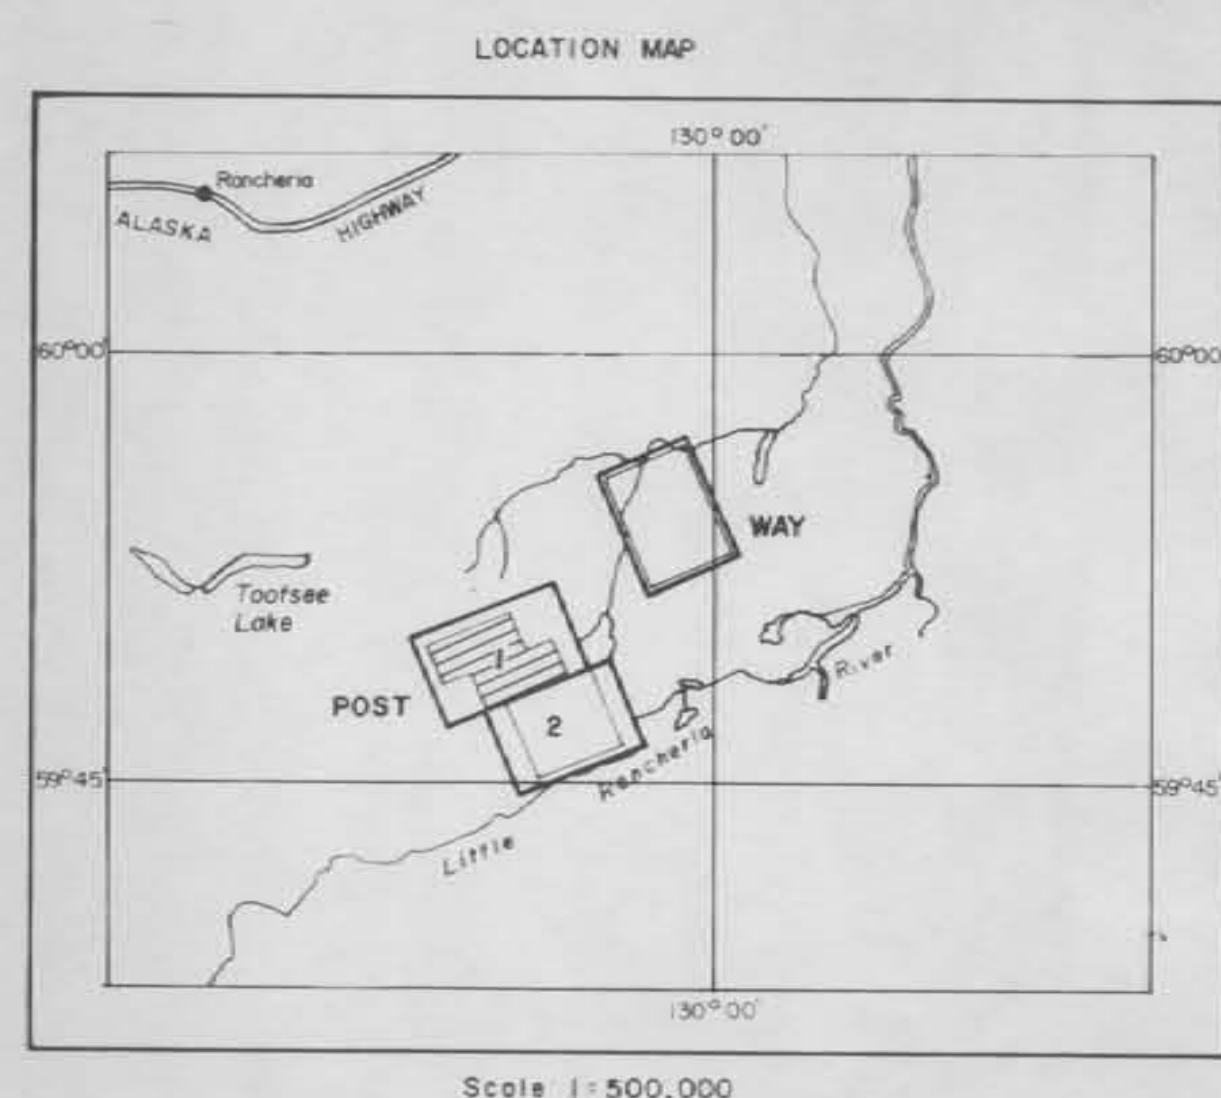 LOCATION MAP
130° 00'
Rancheria
ALASKA HIGHWAY
60°00'
60°00
WAY
Tootsee
Lake
1
POST
2
River
Rancheria
Little
59°45'
59°45'
130°00'
Scale 1=500,000